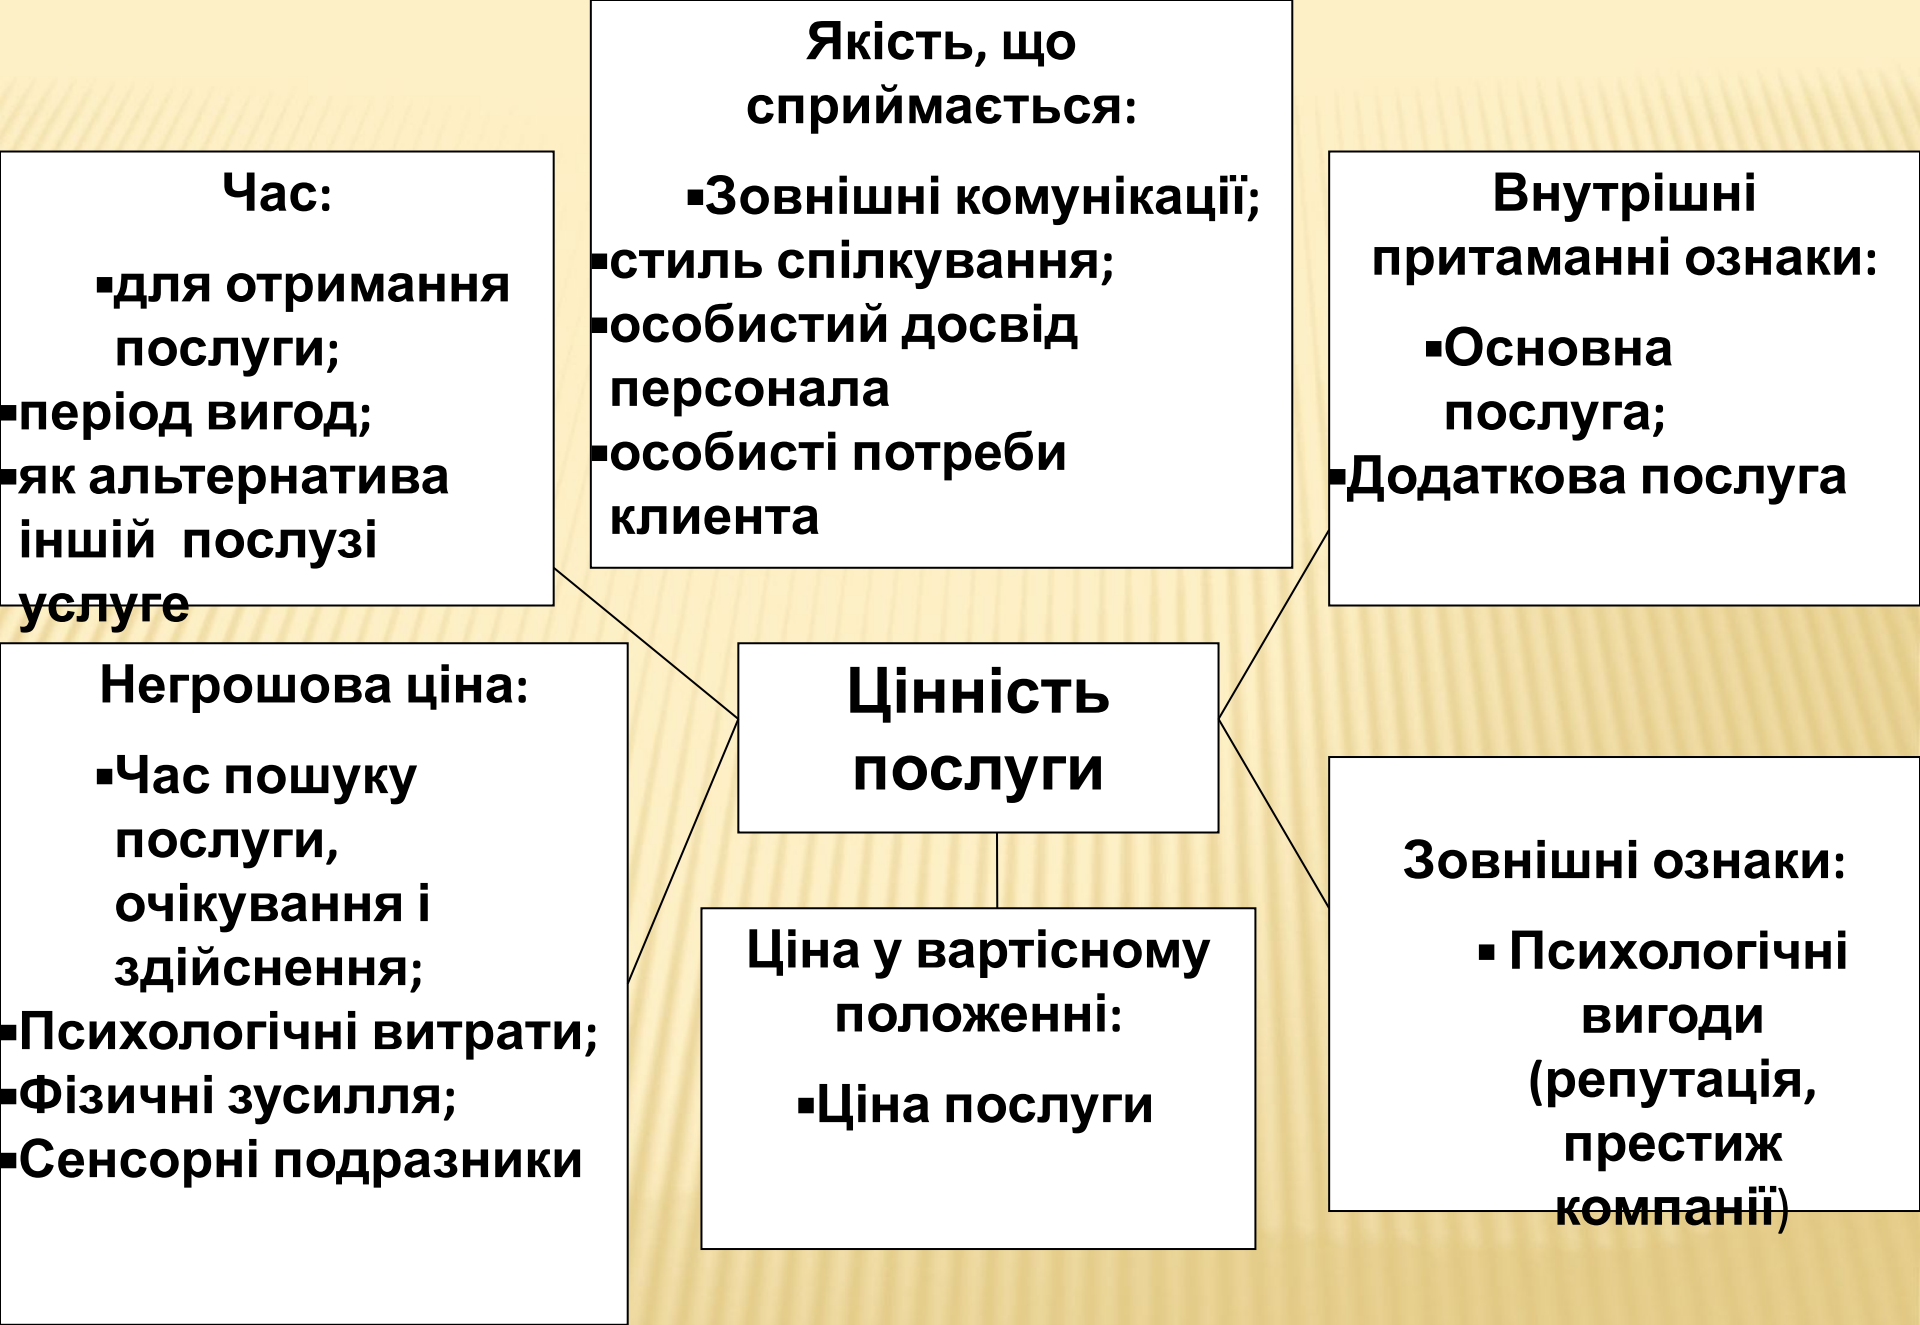 Якість, що
сприймається:
▪Зовнішні комунікації;
▪стиль спілкування;
▪особистий досвід
персонала
▪особисті потреби
клиента
Час:
▪для отримання
послуги;
▪період вигод;
▪як альтернатива
іншій  послузі
услуге
Внутрішні
притаманні ознаки:
▪Основна
послуга;
▪Додаткова послуга
Негрошова ціна:
▪Час пошуку
послуги,
очікування і
здійснення;
▪Психологічні витрати;
▪Фізичні зусилля;
▪Сенсорні подразники
Цінність
послуги
Ціна у вартісному
положенні:
▪Ціна послуги
Зовнішні ознаки:
▪ Психологічні
вигоди
(репутація,
престиж
компанії)